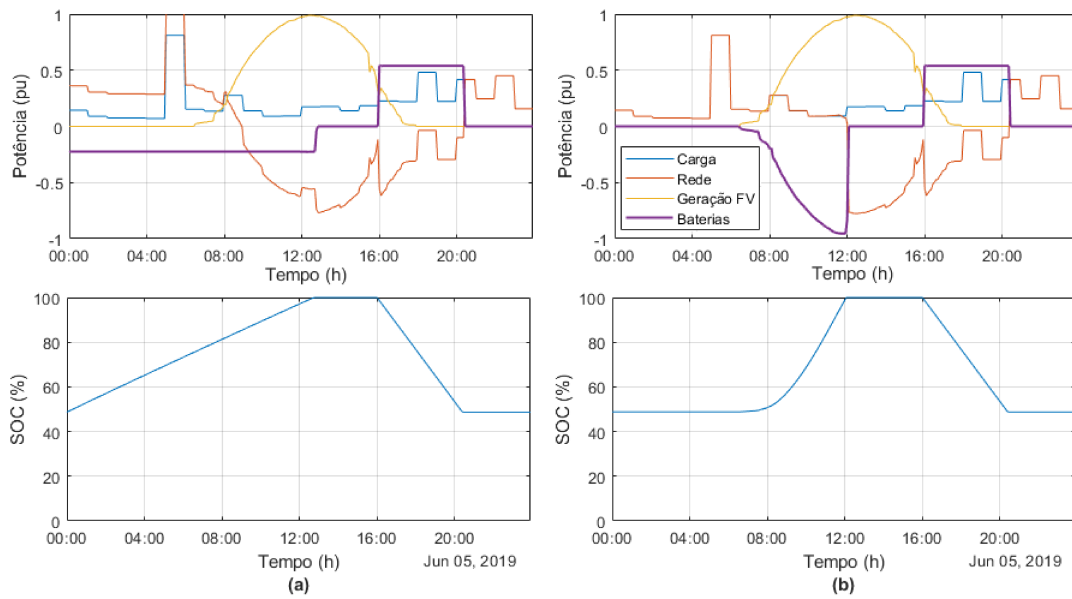 Potência (pu)
1
0.5
0
-0.5
-1
00:00 04:00 08:00 12:00 16:00 20:00
Tempo (h)
Potência (pu)
1
0.5
0
-0.5
-1
Carga
Rede
Geração FV
Baterias
00:00 04:00 08:00 12:00 16:00 20:00
Tempo (h)
SOC (%)
100
80
60
40
20
0
00:00 04:00 08:00 12:00 16:00 20:00
Tempo (h)
Jun 05, 2019
(a)
SOC (%)
100
80
60
40
20
0
00:00 04:00 08:00 12:00 16:00 20:00
Tempo (h)
Jun 05, 2019
(b)